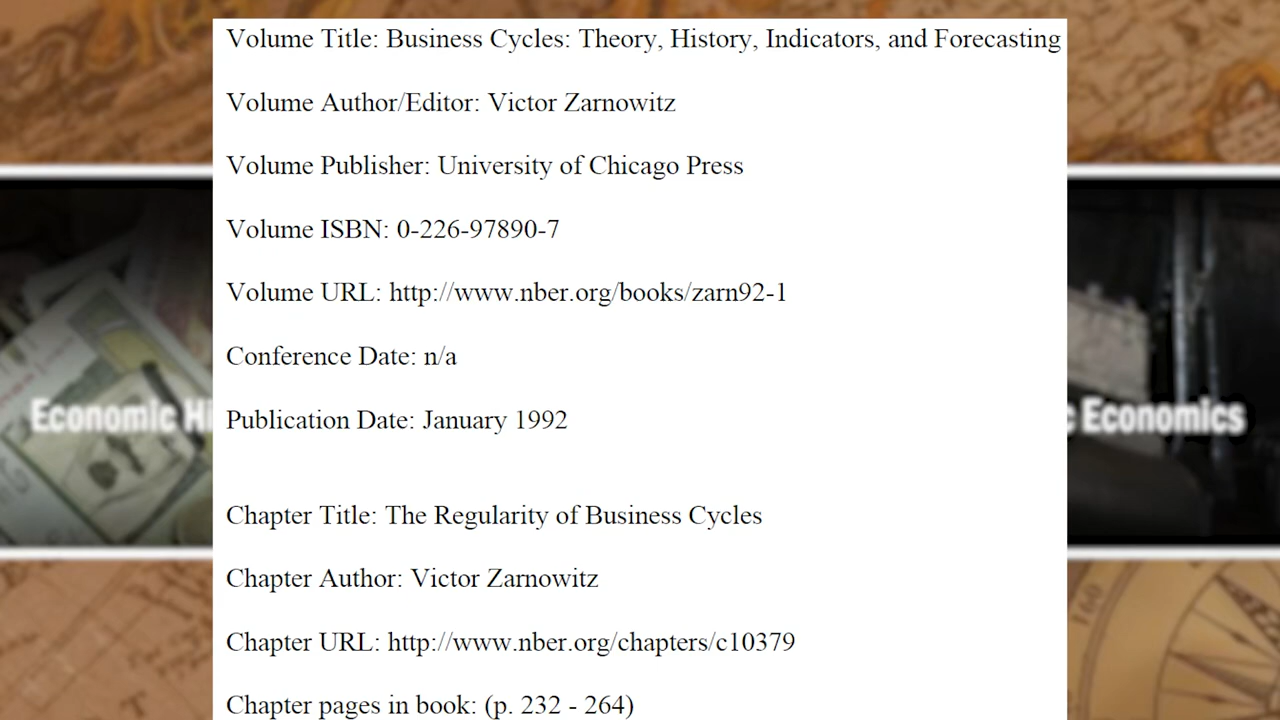 Volume Title: Business Cycles: Theory, History, Indicators, and Forecasting
Volume Author/Editor: Victor Zarnowitz
Volume Publisher: University of Chicago Press
Volume ISBN: 0-226-97890-7
Volume URL: http://www.nber.org/books/zarn92-1
Conference Date: n/a
Economic Hi
Publication Date: January 1992
c Economics
Chapter Title: The Regularity of Business Cycles
Chapter Author: Victor Zarnowitz
Chapter URL: http://www.nber.org/chapters/c10379
Chapter pages in book: (p. 232 - 264)